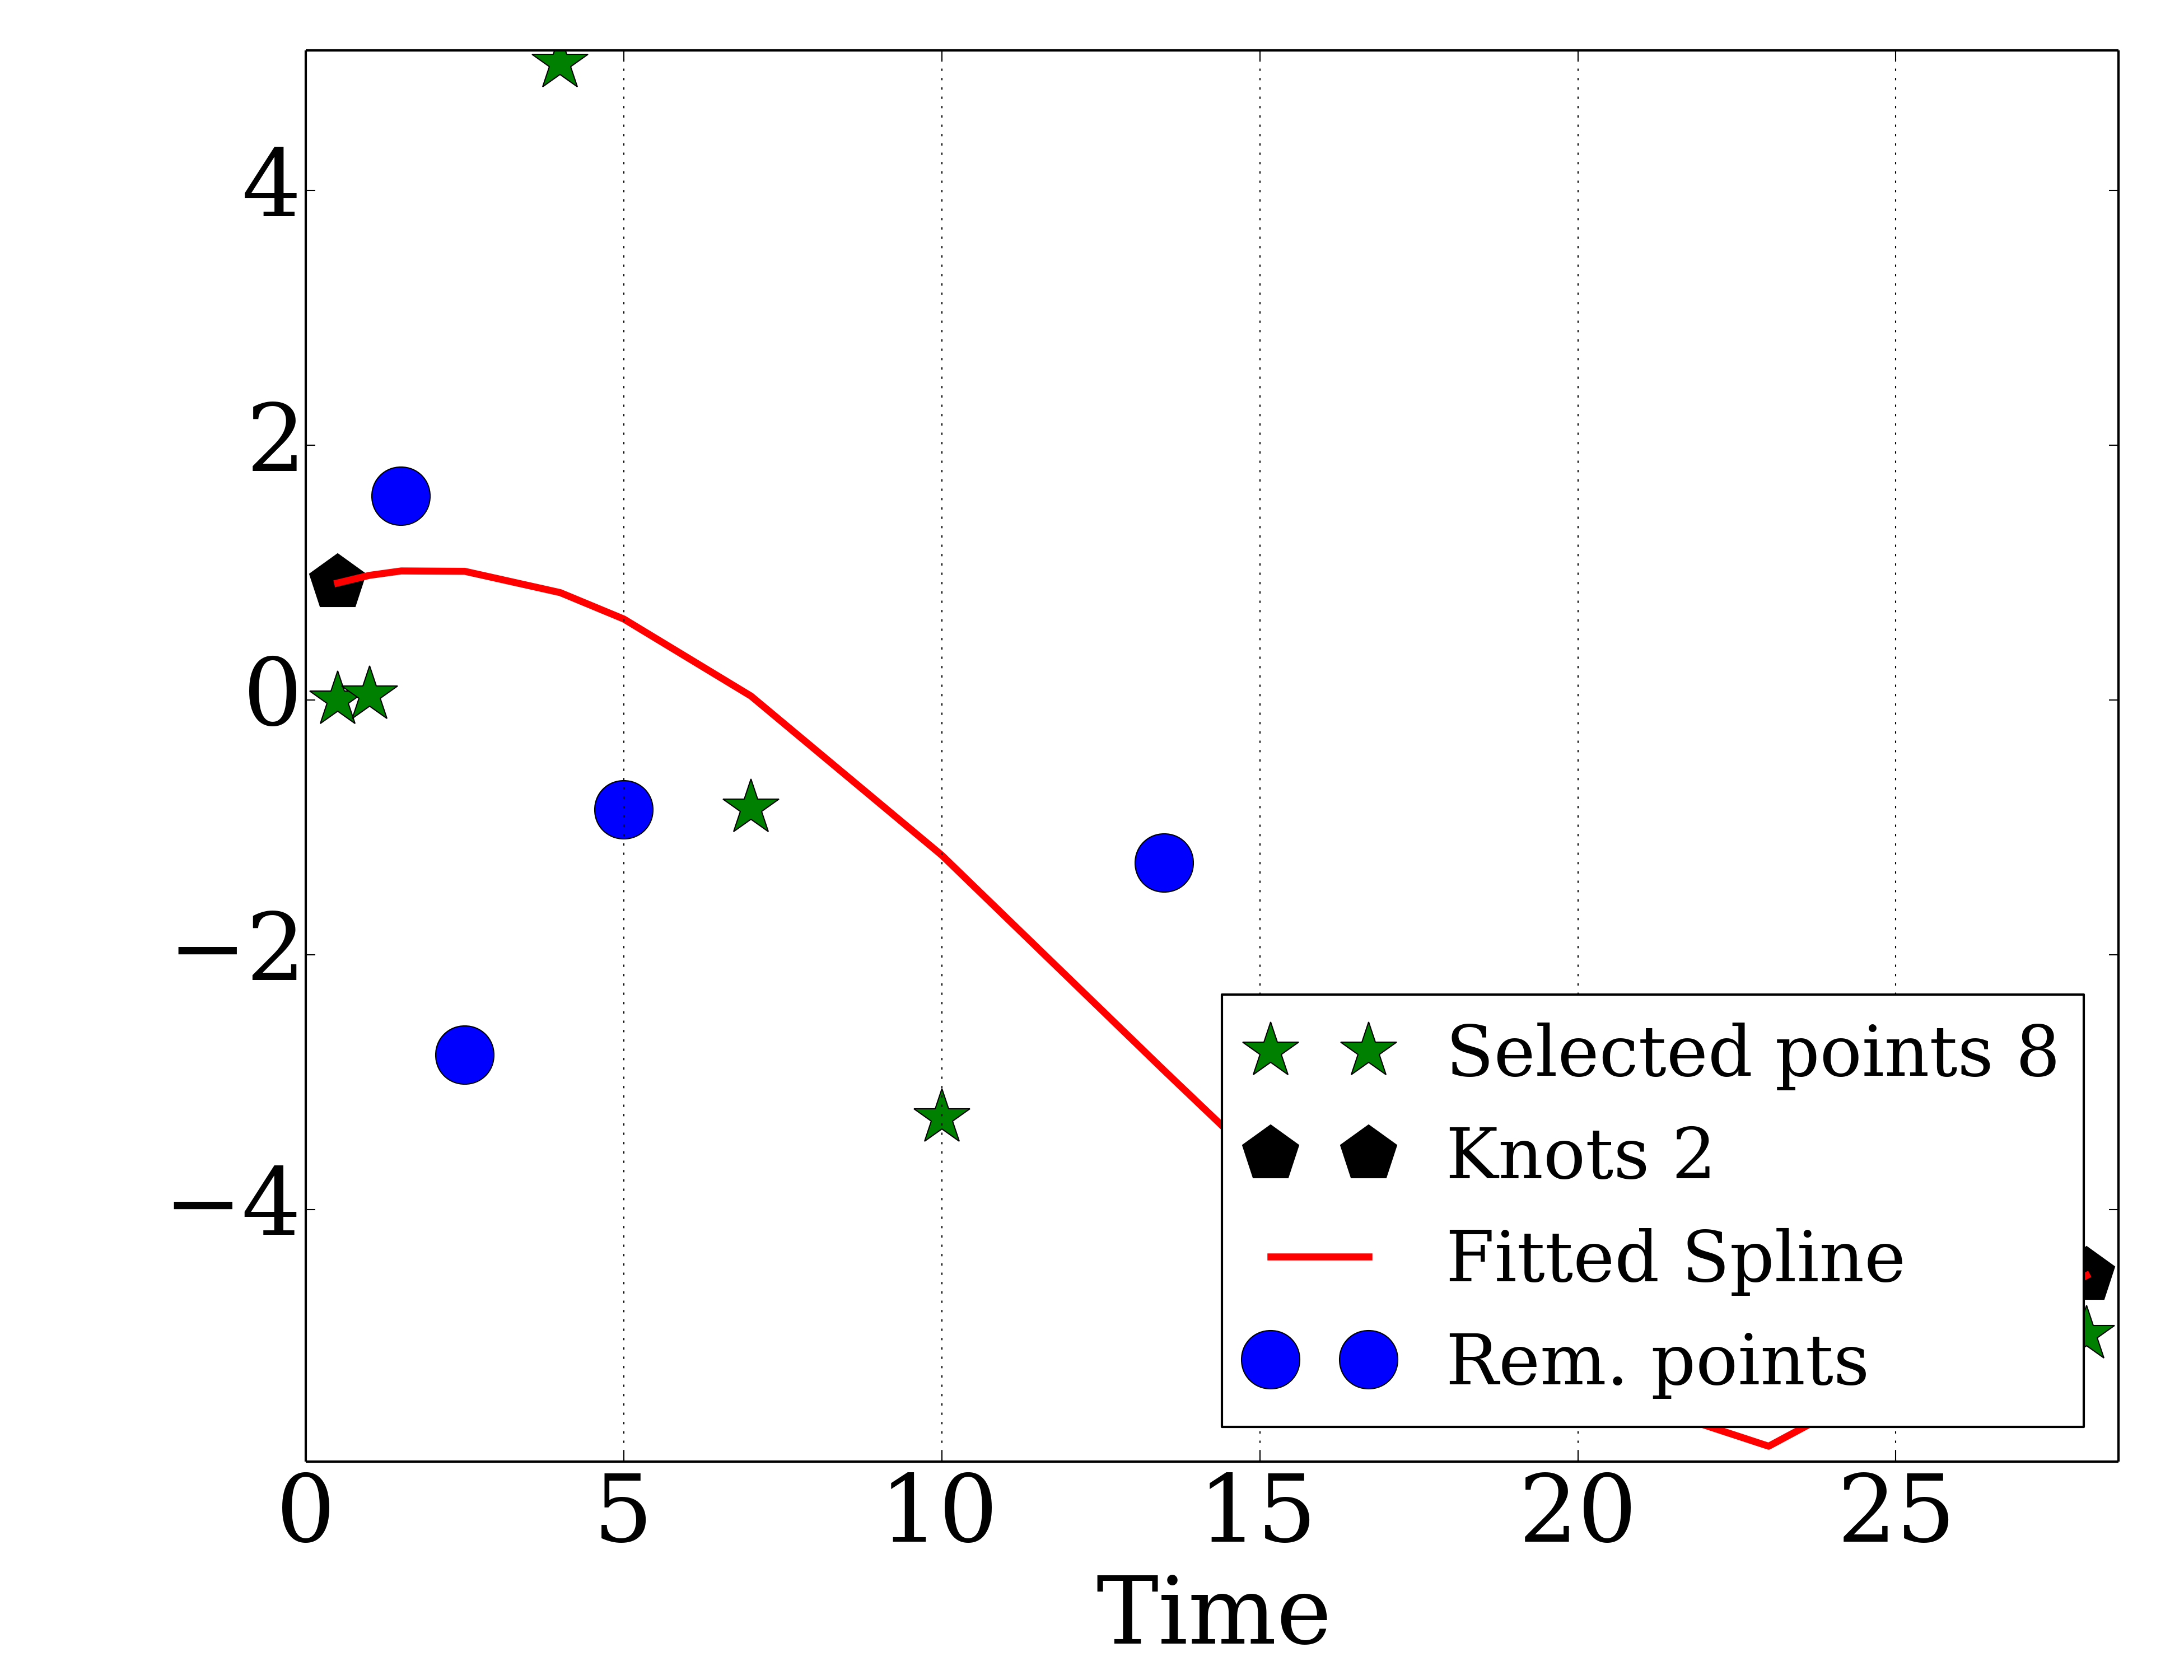 4
2
0
−2
−4
Selected points 8
Knots 2
Fitted Spline
Rem. points
0 5 10 15 20 25
Time